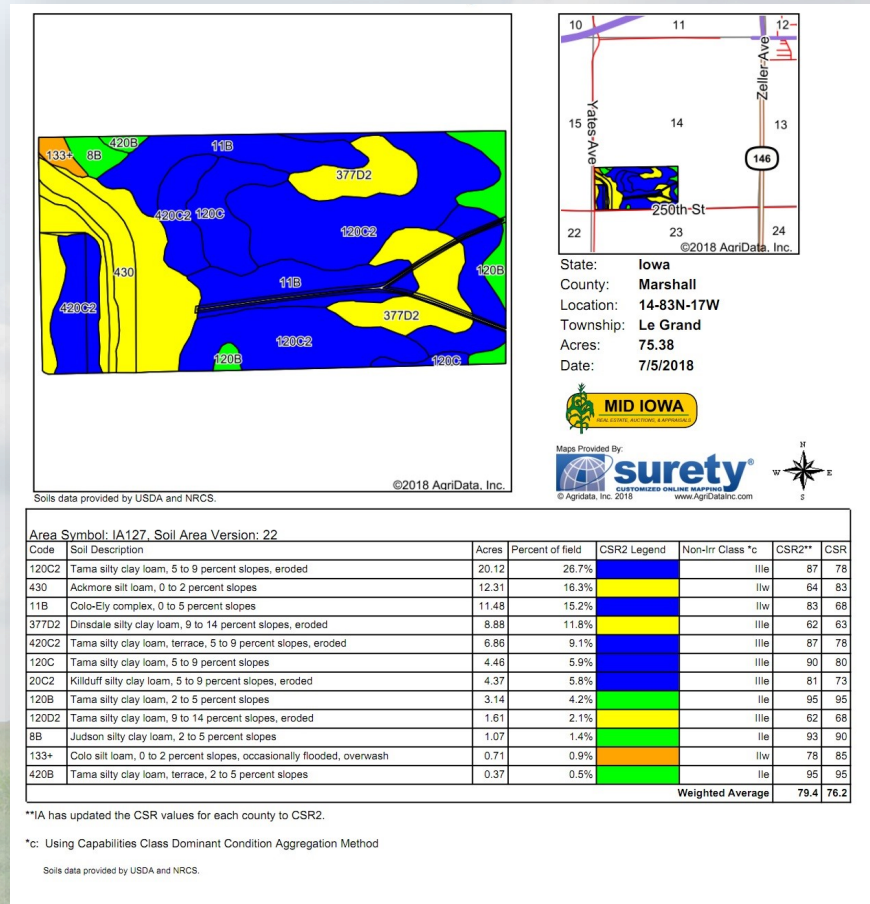 133+
8B
420B
11B
377D2
420C2
120C
120C2
430
11B
120B
420C2
377D2
120C2
120B
120C
©2018 AgriData, Inc.
Soils data provided by USDA and NRCS.
10
11
12
Zeller-Ave
Yates-Ave
15
14
13
146
250th-St
22
23
24
©2018 AgriData, Inc.
State: Iowa
County: Marshall
Location: 14-83N-17W
Township: Le Grand
Acres: 75.38
Date: 7/5/2018
MID IOWA
REAL ESTATE, AUCTIONS, & APPRAISALS
Maps Provided By:
surety®
CUSTOMIZED ONLINE MAPPING
© Agridata, Inc. 2018 www.AgriDataInc.com
N
W E
S
Area Symbol: IA127, Soil Area Version: 22
Code Soil Description Acres Percent of field CSR2 Legend Non-Irr Class *c CSR2** CSR
120C2 Tama silty clay loam, 5 to 9 percent slopes, eroded 20.12 26.7% IIIe 87 78
430 Ackmore silt loam, 0 to 2 percent slopes 12.31 16.3% IIw 64 83
11B Colo-Ely complex, 0 to 5 percent slopes 11.48 15.2% IIw 83 68
377D2 Dinsdale silty clay loam, 9 to 14 percent slopes, eroded 8.88 11.8% IIIe 62 63
420C2 Tama silty clay loam, terrace, 5 to 9 percent slopes, eroded 6.86 9.1% IIIe 87 78
120C Tama silty clay loam, 5 to 9 percent slopes 4.46 5.9% IIIe 90 80
20C2 Killduff silty clay loam, 5 to 9 percent slopes, eroded 4.37 5.8% IIIe 81 73
120B Tama silty clay loam, 2 to 5 percent slopes 3.14 4.2% IIe 95 95
120D2 Tama silty clay loam, 9 to 14 percent slopes, eroded 1.61 2.1% IIIe 62 68
8B Judson silty clay loam, 2 to 5 percent slopes 1.07 1.4% IIe 93 90
133+ Colo silt loam, 0 to 2 percent slopes, occasionally flooded, overwash 0.71 0.9% IIw 78 85
420B Tama silty clay loam, terrace, 2 to 5 percent slopes 0.37 0.5% IIe 95 95
Weighted Average 79.4 76.2
**IA has updated the CSR values for each county to CSR2.
*c: Using Capabilities Class Dominant Condition Aggregation Method
Soils data provided by USDA and NRCS.